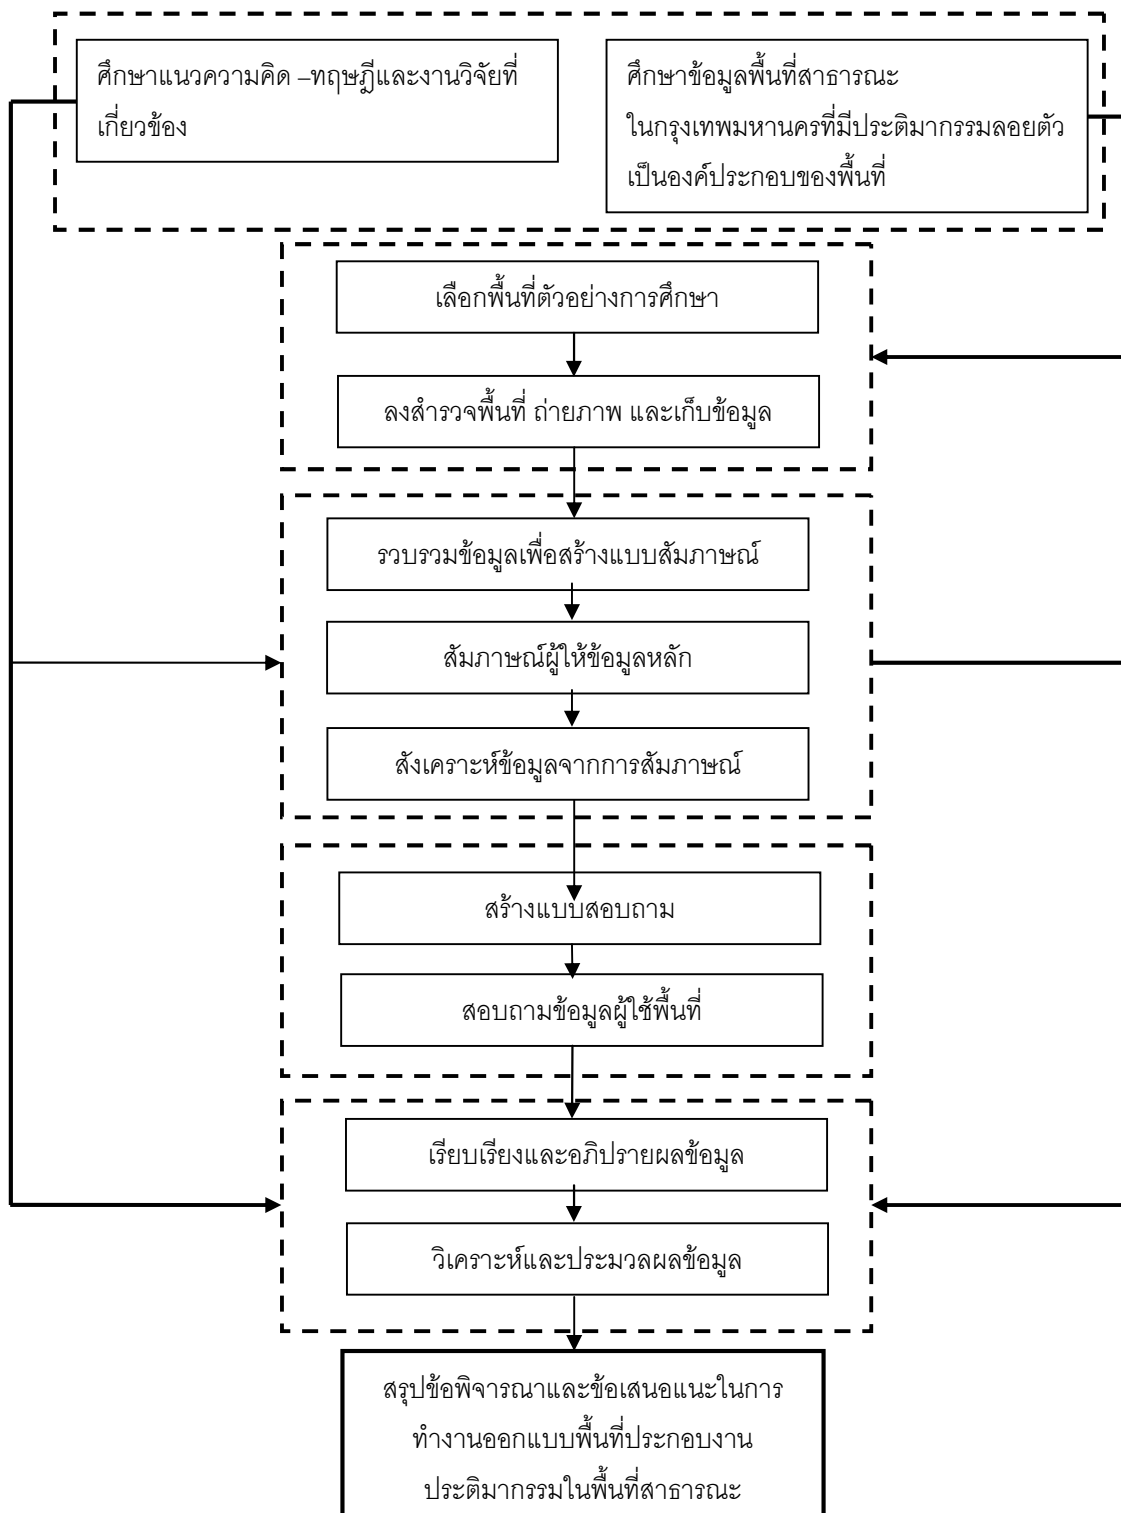 ศึกษาแนวความคิด –ทฤษฎีและงานวิจัยที่
เกี่ยวข้อง
ศึกษาข้อมูลพื้นที่สาธารณะ
ในกรุงเทพมหานครที่มีประติมากรรมลอยตัว
เป็นองค์ประกอบของพื้นที่
เลือกพื้นที่ตัวอย่างการศึกษา
ลงสำรวจพื้นที่ ถ่ายภาพ และเก็บข้อมูล
รวบรวมข้อมูลเพื่อสร้างแบบสัมภาษณ์
สัมภาษณ์ผู้ให้ข้อมูลหลัก
สังเคราะห์ข้อมูลจากการสัมภาษณ์
สร้างแบบสอบถาม
สอบถามข้อมูลผู้ใช้พื้นที่
เรียบเรียงและอภิปรายผลข้อมูล
วิเคราะห์และประมวลผลข้อมูล
สรุปข้อพิจารณาและข้อเสนอแนะในการ
ทำงานออกแบบพื้นที่ประกอบงาน
ประติมากรรมในพื้นที่สาธารณะ